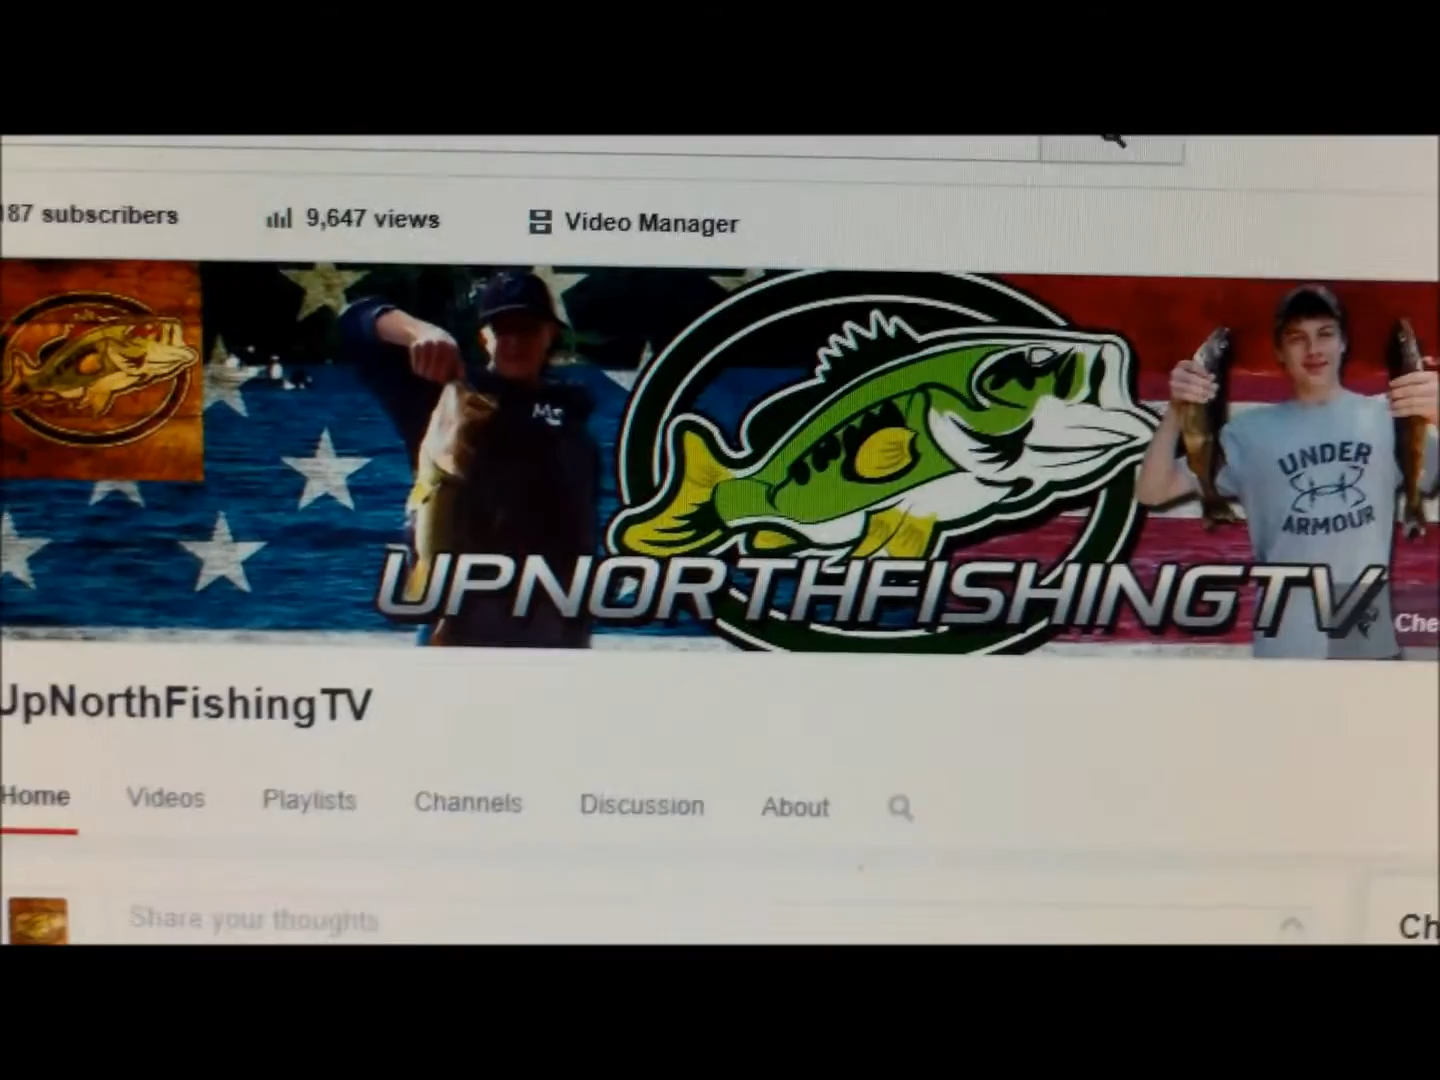 187 subscribers
9,647 views
Video Manager
UNDER
ARMOUR
UPNORTHFISHINGTV
UpNorthFishingTV
Home
Videos
Playlists
Channels
Discussion
About
Share your thoughts